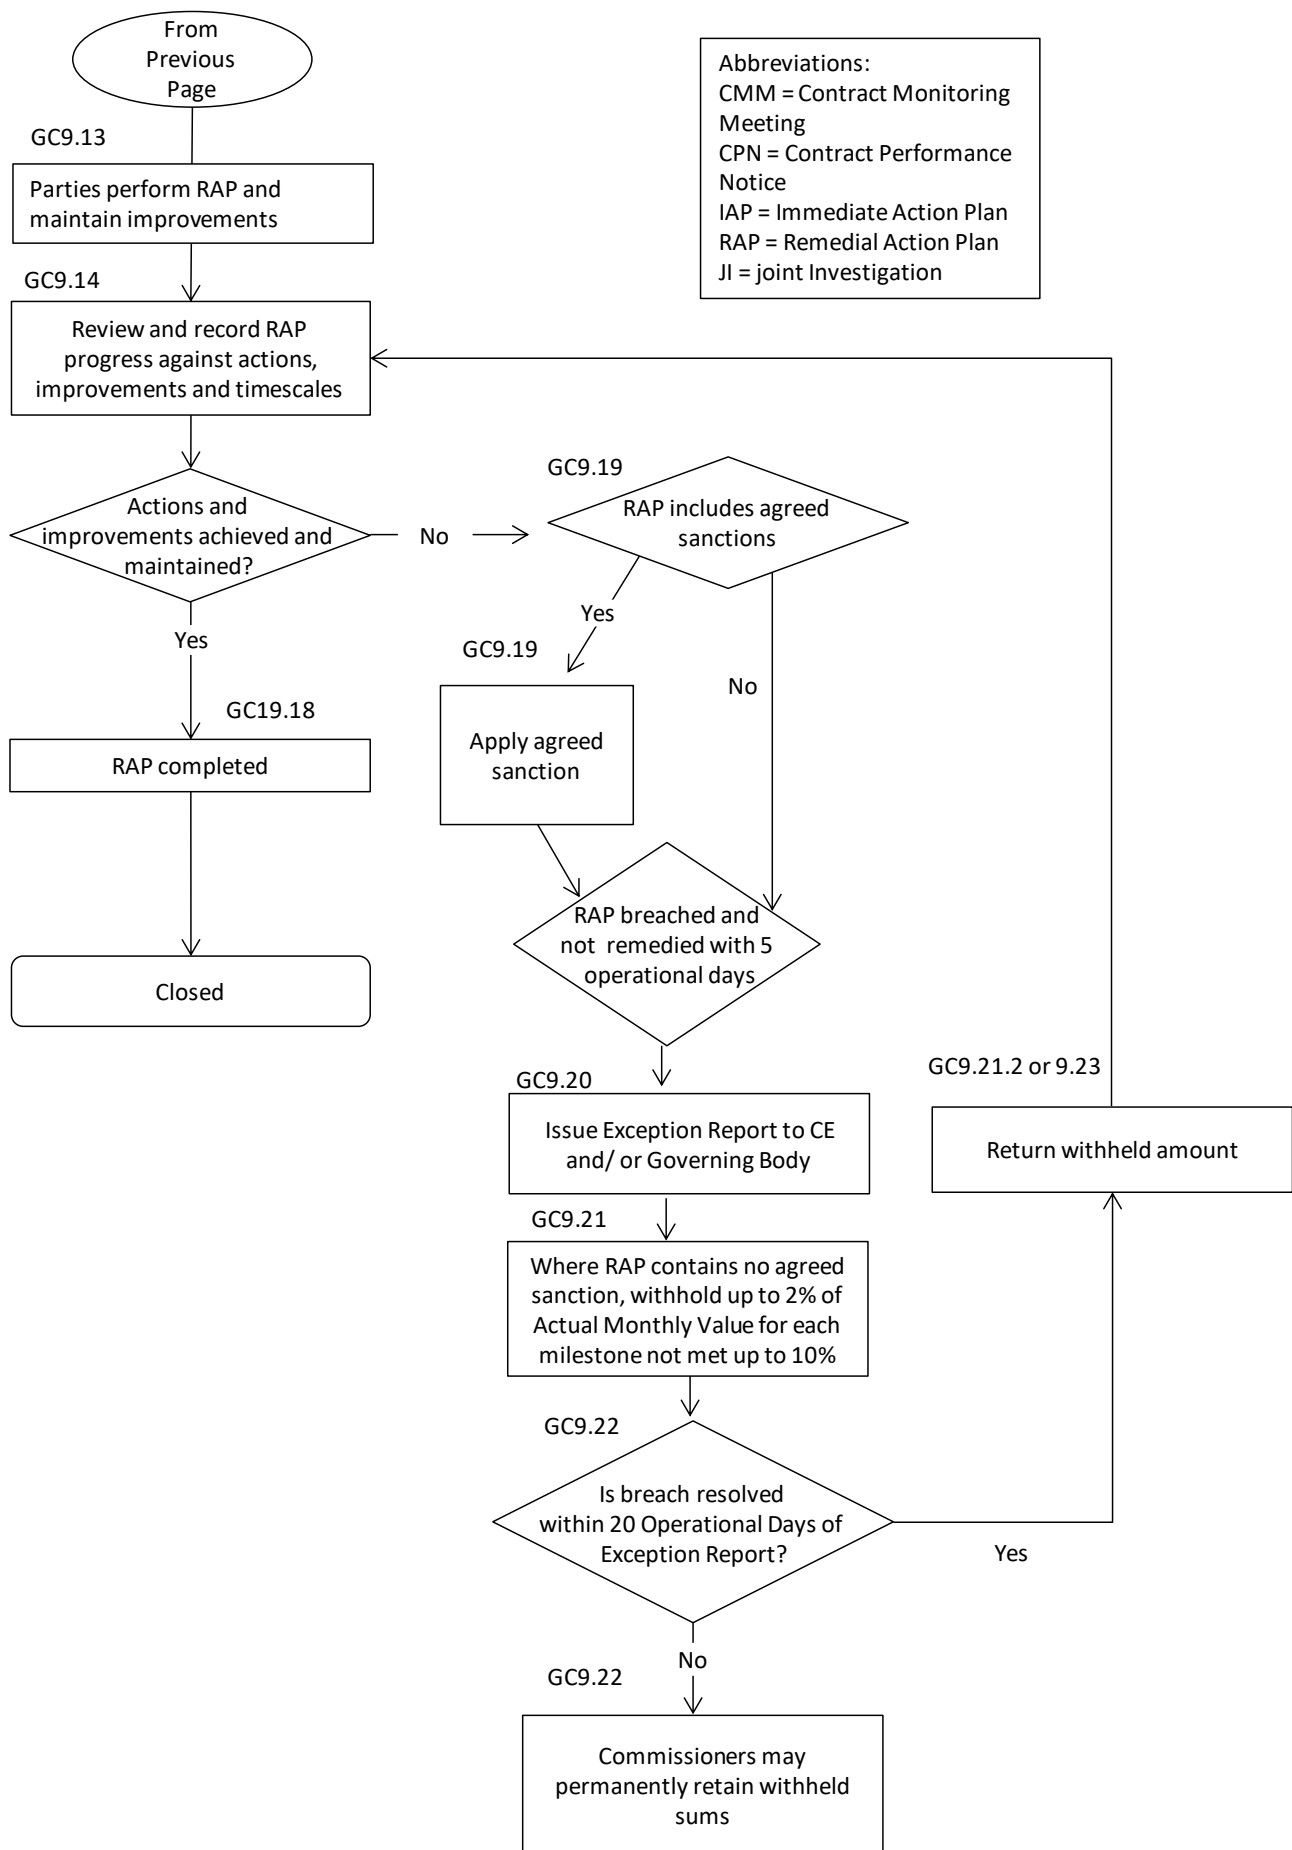 From
Previous
Page
Abbreviations:
CMM = Contract Monitoring
Meeting
CPN = Contract Performance
Notice
IAP = Immediate Action Plan
RAP = Remedial Action Plan
JI = joint Investigation
GC9.13
Parties perform RAP and
maintain improvements
GC9.14
Review and record RAP
progress against actions,
improvements and timescales
Actions and
improvements achieved and
maintained?
No
GC9.19
RAP includes agreed
sanctions
Yes
Yes
GC9.19
No
GC19.18
RAP completed
Apply agreed
sanction
Closed
RAP breached and
not  remedied with 5
operational days
GC9.20
Issue Exception Report to CE
and/ or Governing Body
GC9.21.2 or 9.23
Return withheld amount
GC9.21
Where RAP contains no agreed
sanction, withhold up to 2% of
Actual Monthly Value for each
milestone not met up to 10%
GC9.22
Is breach resolved
within 20 Operational Days of
Exception Report?
Yes
No
GC9.22
Commissioners may
permanently retain withheld
sums